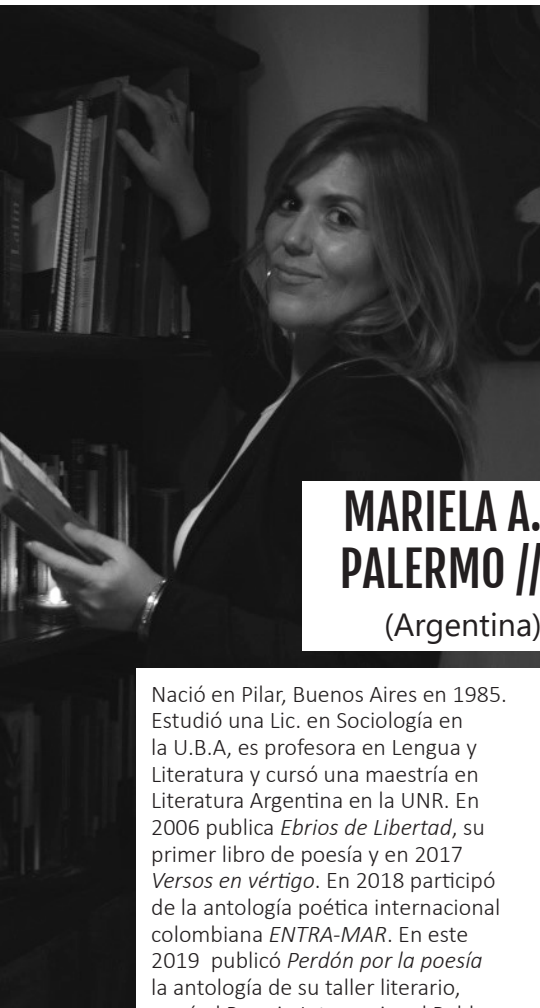 MARIELA A.
PALERMO //
(Argentina)
Nació en Pilar, Buenos Aires en 1985.
Estudió una Lic. en Sociología en
la U.B.A, es profesora en Lengua y
Literatura y cursó una maestría en
Literatura Argentina en la UNR. En
2006 publica Ebrios de Libertad, su
primer libro de poesía y en 2017
Versos en vértigo. En 2018 participó
de la antología poética internacional
colombiana ENTRA-MAR. En este
2019  publicó Perdón por la poesía
la antología de su taller literario,